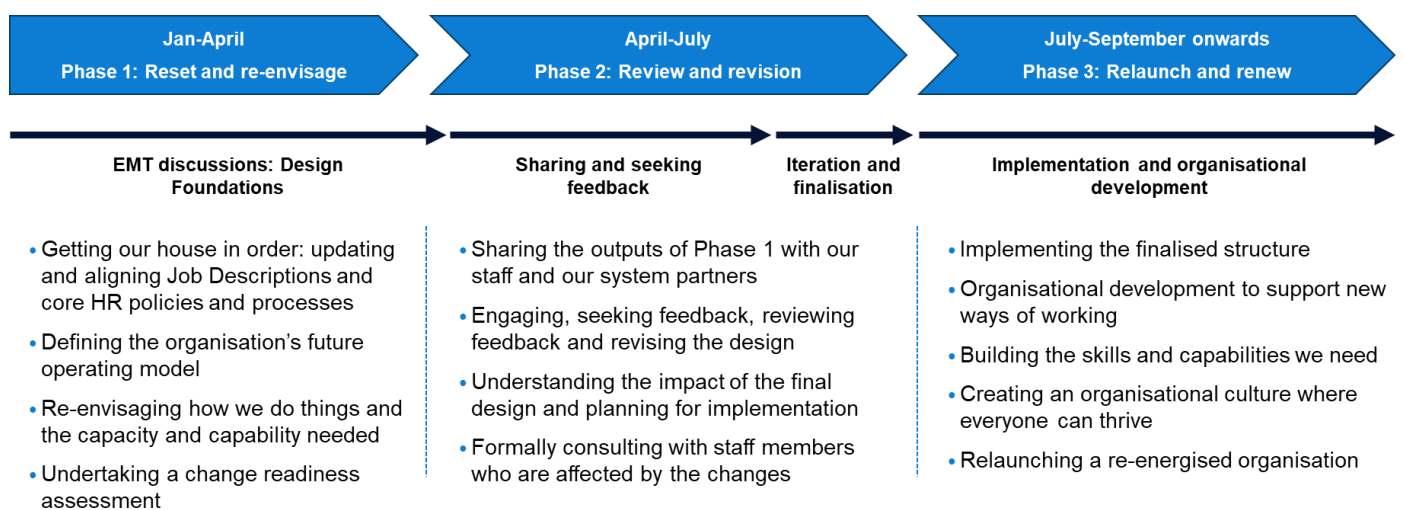 Jan-April
Phase 1: Reset and re-envisage
April-July
Phase 2: Review and revision
July-September onwards
Phase 3: Relaunch and renew
EMT discussions: Design
Foundations
Sharing and seeking
feedback
Iteration and
finalisation
Implementation and organisational
development
• Getting our house in order: updating
and aligning Job Descriptions and
core HR policies and processes
• Defining the organisation’s future
operating model
• Re-envisaging how we do things and
the capacity and capability needed
• Undertaking a change readiness
assessment
• Sharing the outputs of Phase 1 with our
staff and our system partners
• Engaging, seeking feedback, reviewing
feedback and revising the design
• Understanding the impact of the final
design and planning for implementation
• Formally consulting with staff members
who are affected by the changes
• Implementing the finalised structure
• Organisational development to support new
ways of working
• Building the skills and capabilities we need
• Creating an organisational culture where
everyone can thrive
• Relaunching a re-energised organisation